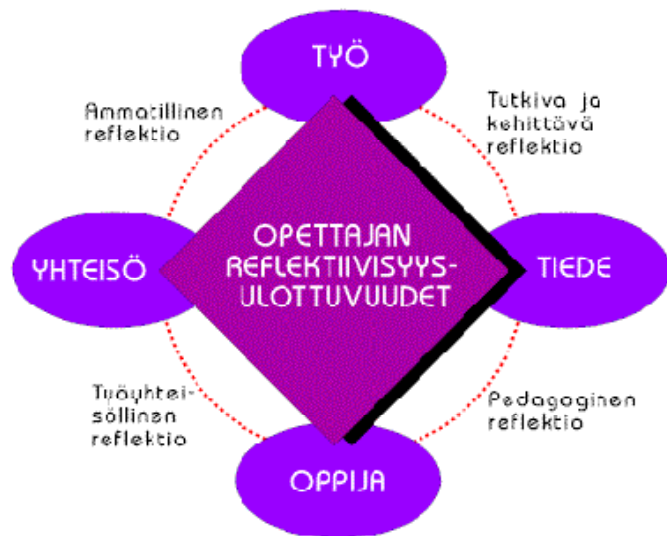 TYÖ
Ammatillinen
reflektio
Tutkiva ja
kehittävä
reflektio
OPETTAJAN
REFLEKTIIVISYYS-
ULOTTUVUUDET
YHTEISÖ
TIEDE
Työyhtei-
söllinen
reflektio
Pedagoginen
reflektio
OPPIJA